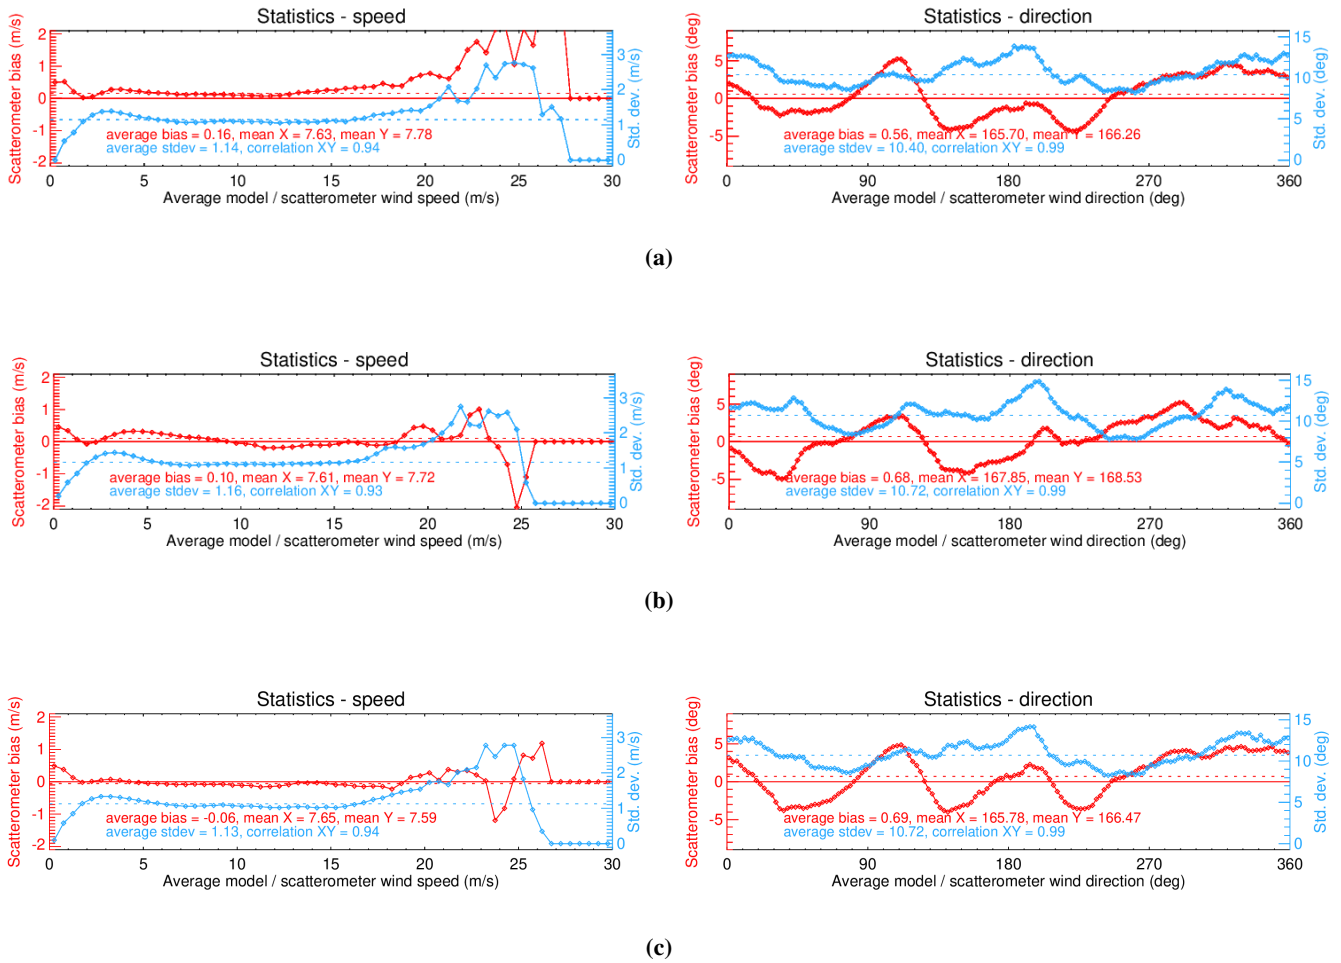 Statistics - speed
Scatterometer bias (m/s)
2
1
0
-1
-2
3
2
1
0
Std. dev. (m/s)
average bias = 0.16, mean X = 7.63, mean Y = 7.78
average stdev = 1.14, correlation XY = 0.94
0 5 10 15 20 25 30
Average model / scatterometer wind speed (m/s)
Statistics - direction
Scatterometer bias (deg)
5
0
-5
15
10
5
0
Std. dev. (deg)
average bias = 0.56, mean X = 165.70, mean Y = 166.26
average stdev = 10.40, correlation XY = 0.99
0 90 180 270 360
Average model / scatterometer wind direction (deg)
(a)
Statistics - speed
Scatterometer bias (m/s)
2
1
0
-1
-2
3
2
1
0
Std. dev. (m/s)
average bias = 0.10, mean X = 7.61, mean Y = 7.72
average stdev = 1.16, correlation XY = 0.93
0 5 10 15 20 25 30
Average model / scatterometer wind speed (m/s)
Statistics - direction
Scatterometer bias (deg)
5
0
-5
15
10
5
0
Std. dev. (deg)
average bias = 0.68, mean X = 167.85, mean Y = 168.53
average stdev = 10.72, correlation XY = 0.99
0 90 180 270 360
Average model / scatterometer wind direction (deg)
(b)
Statistics - speed
Scatterometer bias (m/s)
2
1
0
-1
-2
3
2
1
0
Std. dev. (m/s)
average bias = -0.06, mean X = 7.65, mean Y = 7.59
average stdev = 1.13, correlation XY = 0.94
0 5 10 15 20 25 30
Average model / scatterometer wind speed (m/s)
Statistics - direction
Scatterometer bias (deg)
5
0
-5
15
10
5
0
Std. dev. (deg)
average bias = 0.69, mean X = 165.78, mean Y = 166.47
average stdev = 10.72, correlation XY = 0.99
0 90 180 270 360
Average model / scatterometer wind direction (deg)
(c)